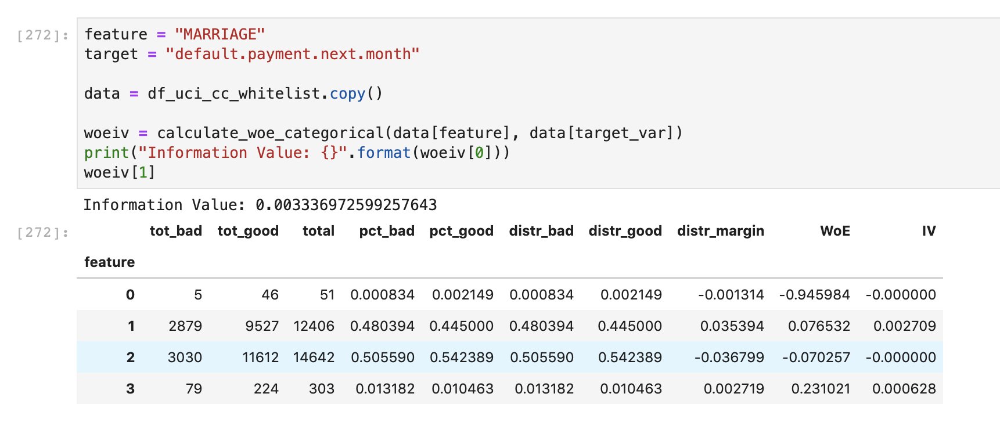 [272]: feature = "MARRIAGE"
target = "default.payment.next.month"
data = df_uci_cc_whitelist.copy()
woeiv = calculate_woe_categorical(data[feature], data[target_var])
print("Information Value: {}".format(woeiv[0]))
woeiv[1]
Information Value: 0.003336972599257643
[272]: tot_bad tot_good total pct_bad pct_good distr_bad distr_good distr_margin WoE IV
feature
0 5 46 51 0.000834 0.002149 0.000834 0.002149 -0.001314 -0.945984 -0.000000
1 2879 9527 12406 0.480394 0.445000 0.480394 0.445000 0.035394 0.076532 0.002709
2 3030 11612 14642 0.505590 0.542389 0.505590 0.542389 -0.036799 -0.070257 -0.000000
3 79 224 303 0.013182 0.010463 0.013182 0.010463 0.002719 0.231021 0.000628